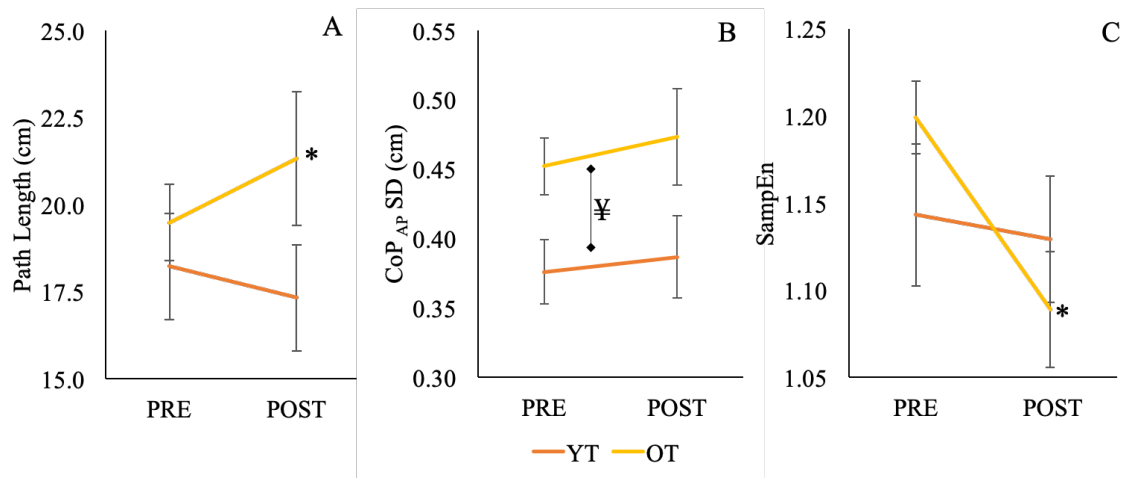 A
Path Length (cm)
25.0
22.5
20.0
17.5
15.0
*
PRE POST
B
CoP AP SD (cm)
0.55
0.50
0.45
0.40
0.35
0.30
¥
PRE POST
C
SampEn
1.25
1.20
1.15
1.10
1.05
*
PRE POST
YT OT